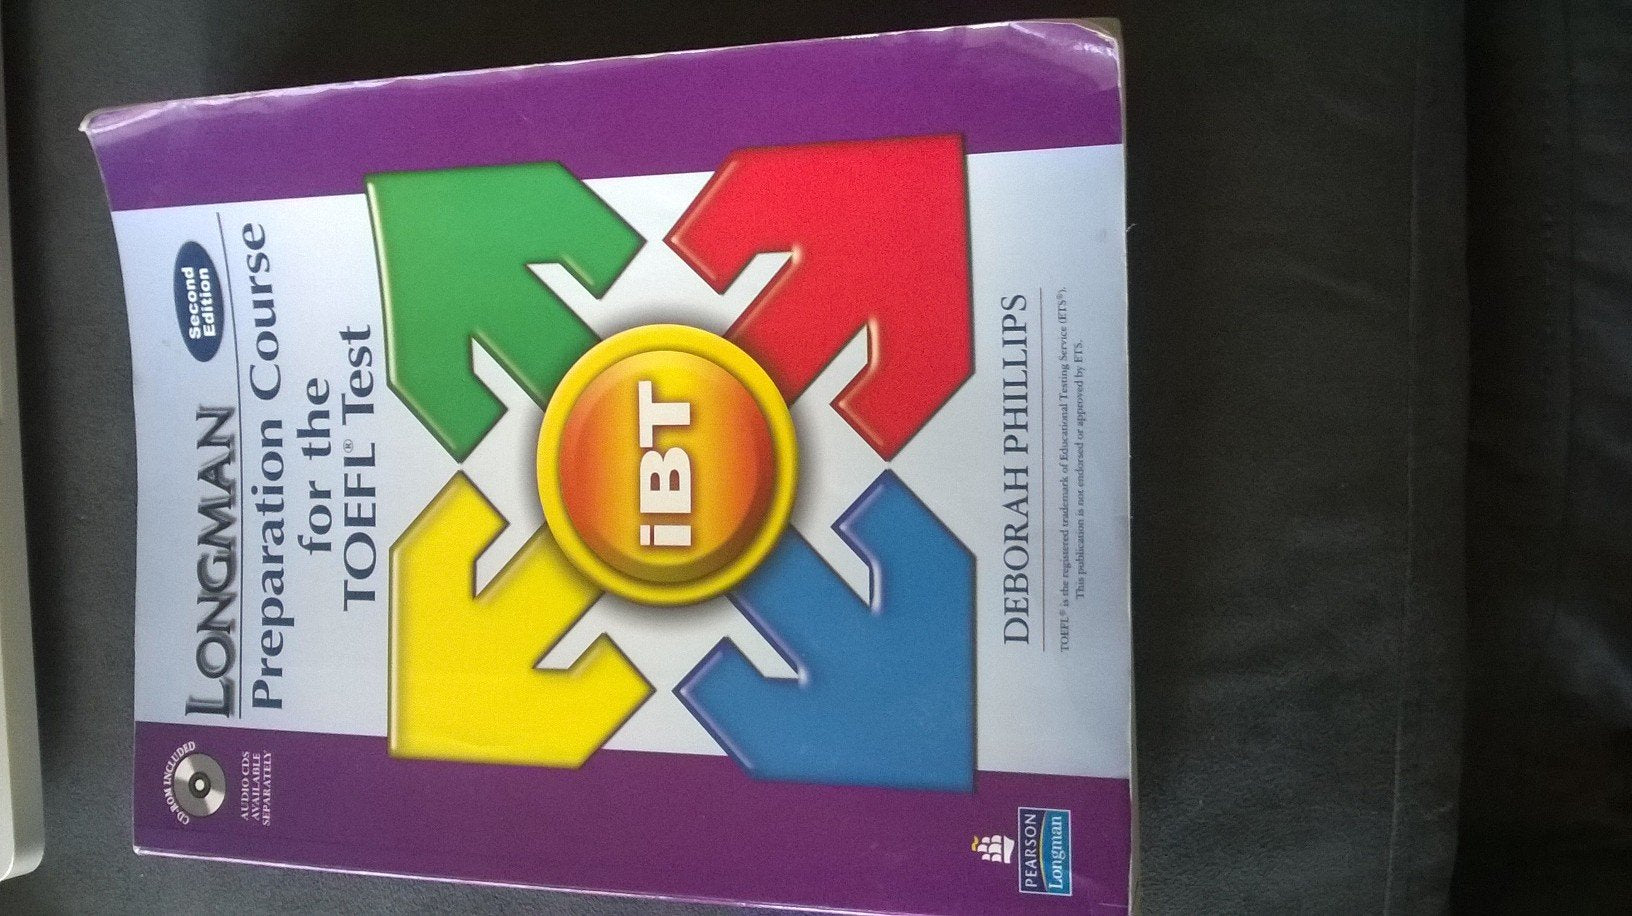 CD-ROM INCLUDED
AUDIO CDS
AVAILABLE
SEPARATELY
Second
Edition
LONGMAN
Preparation Course
for the
TOEFL® Test
iBT
DEBORAH PHILLIPS
TOEFL® is the registered trademark of Educational Testing Service (ETS®).
This publication is not endorsed or approved by ETS.
PEARSON
Longman